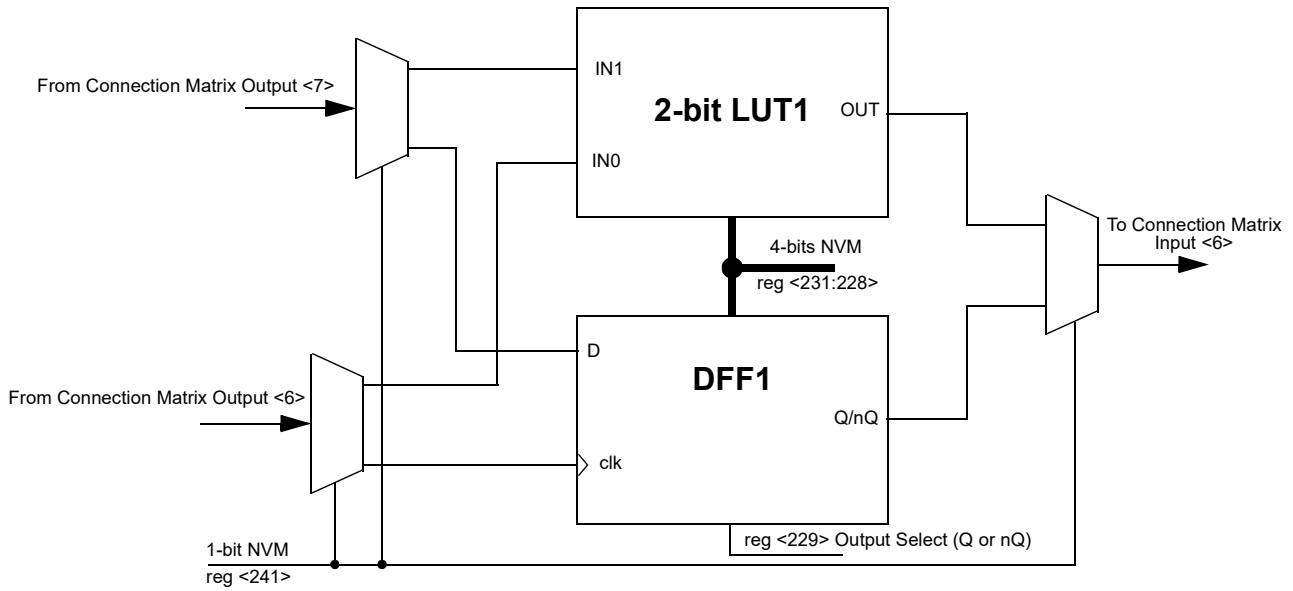 From Connection Matrix Output <7>
IN1
2-bit LUT1
OUT
IN0
To Connection Matrix
Input <6>
4-bits NVM
reg <231:228>
D
DFF1
From Connection Matrix Output <6>
Q/nQ
clk
reg <229> Output Select (Q or nQ)
1-bit NVM
reg <241>